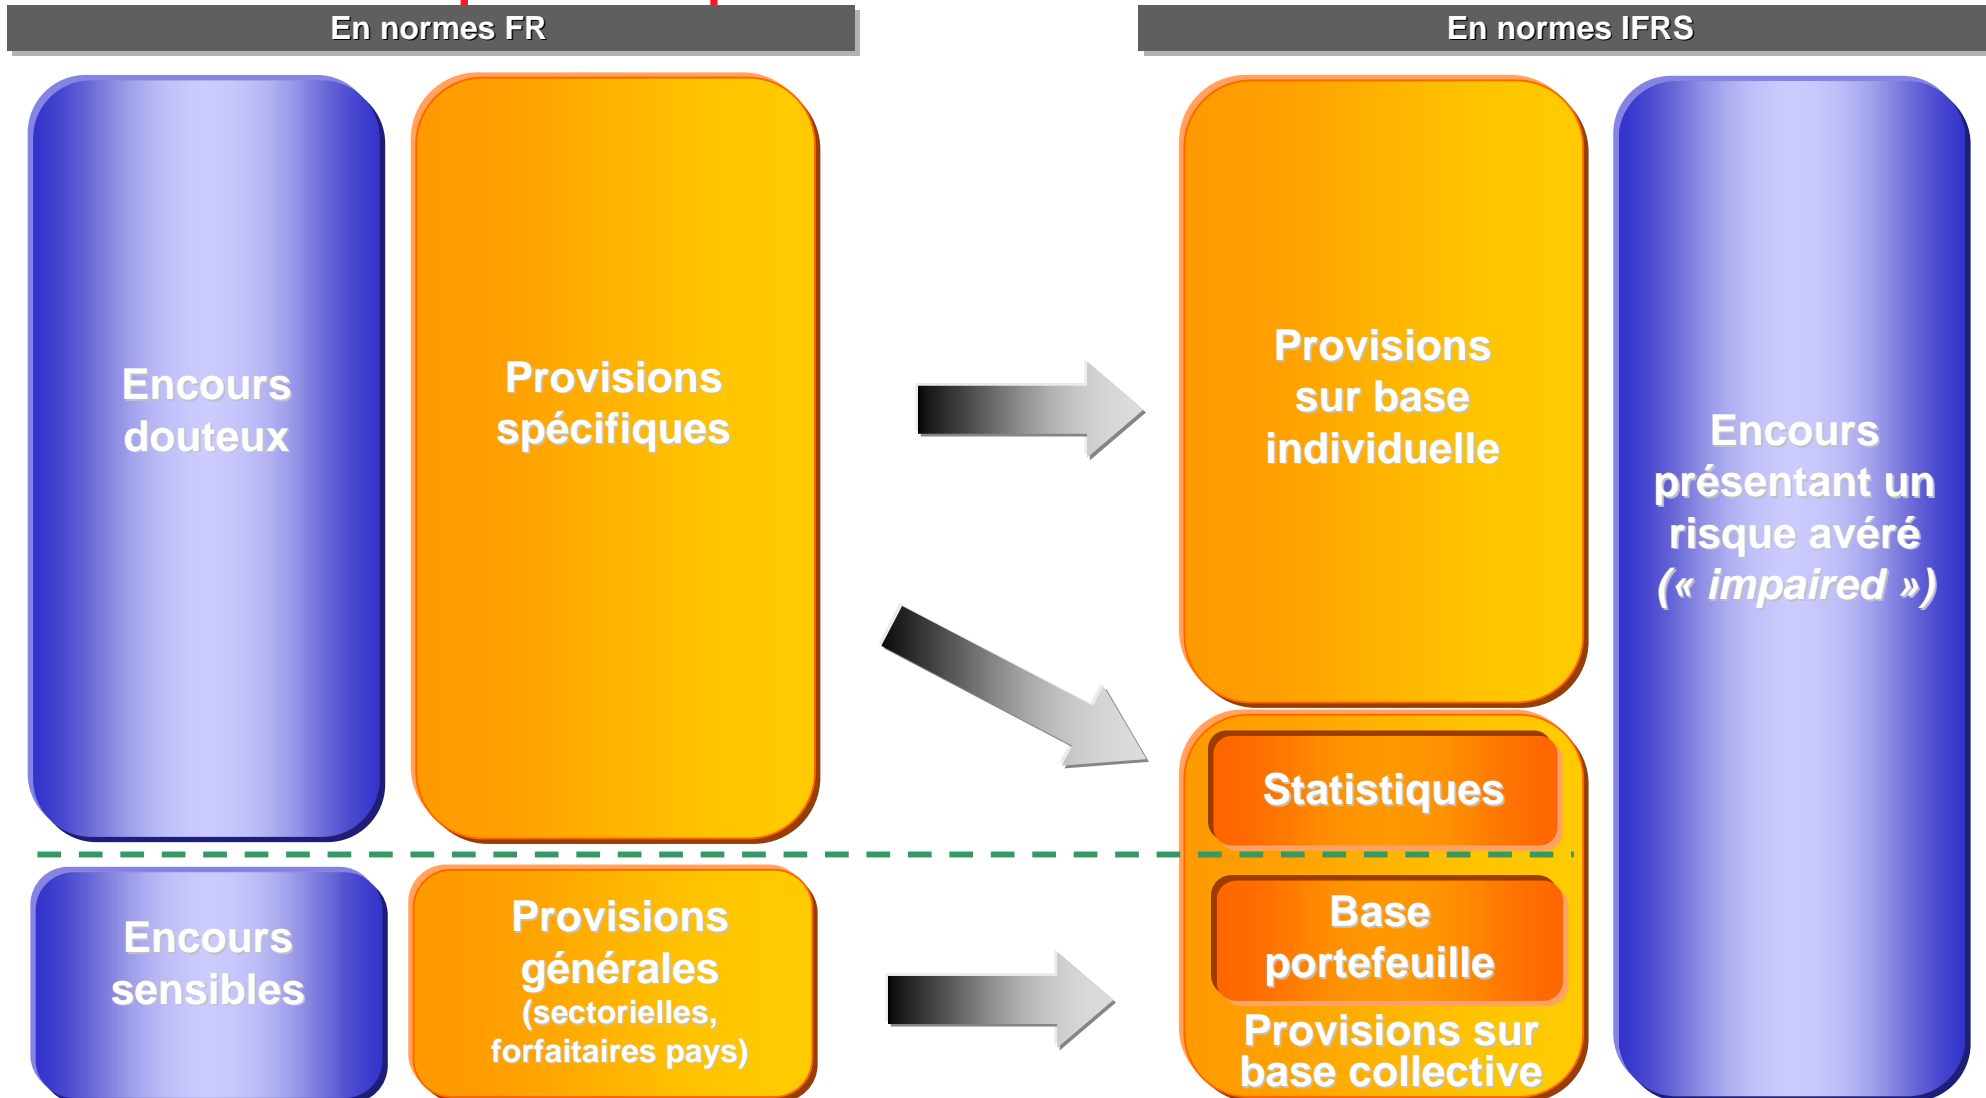 En normes FR
En normes IFRS
Encours
douteux
Provisions
spécifiques
Encours
sensibles
Provisions
générales
(sectorielles,
forfaitaires pays)
Provisions
sur base
individuelle
Statistiques
Base
portefeuille
Provisions sur
base collective
Encours
présentant un
risque avéré
(« impaired »)